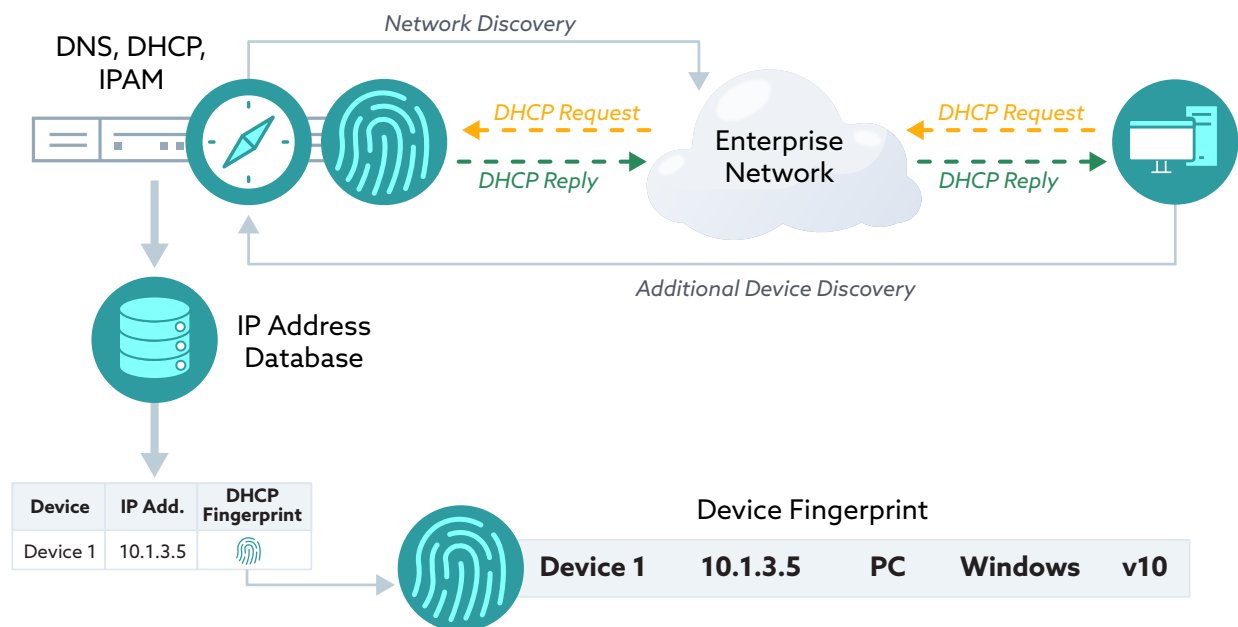 Network Discovery
DNS, DHCP,
IPAM
DHCP Request
DHCP Reply
Enterprise
Network
DHCP Request
DHCP Reply
Additional Device Discovery
IP Address
Database
Device IP Add. DHCP
Fingerprint
Device 1 10.1.3.5
Device Fingerprint
Device 1 10.1.3.5 PC Windows v10